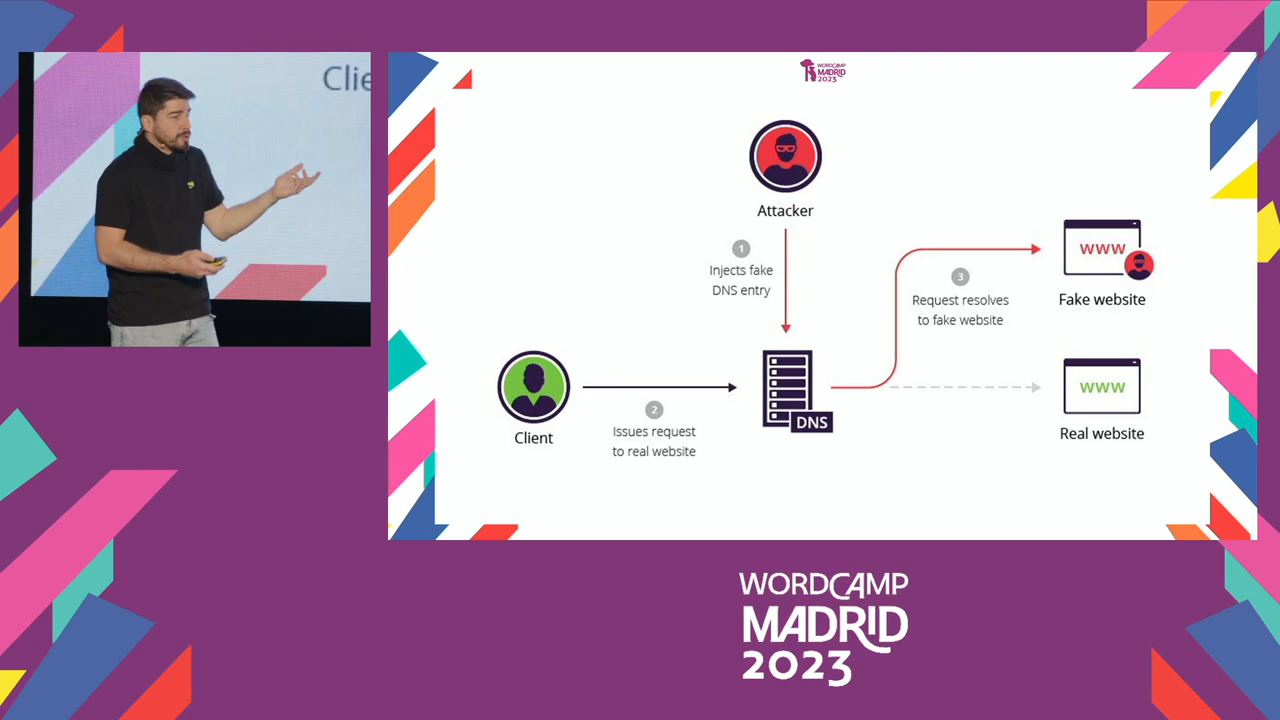 Clie
WORDCAMP
MADRID
2023
Attacker
1
Injects fake
DNS entry
3
Request resolves
to fake website
WWW
Fake website
Client
2
Issues request
to real website
DNS
WWW
Real website
WORDCAMP
MADRID
2023